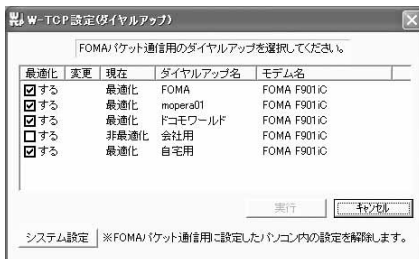 W-TCP設定(ダイヤルアップ)
FOMAパケット通信用のダイヤルアップを選択してください。
最適化 変更 現在 ダイヤルアップ名 モデム名
する 最適化 FOMA FOMA F901iC
する 最適化 mopera01 FOMA F901iC
する 最適化 ドコモワールド FOMA F901iC
する 非最適化 会社用 FOMA F901iC
する 最適化 自宅用 FOMA F901iC
実行 キャンセル
システム設定 ※FOMAパケット通信用に設定したパソコン内の設定を解除します。